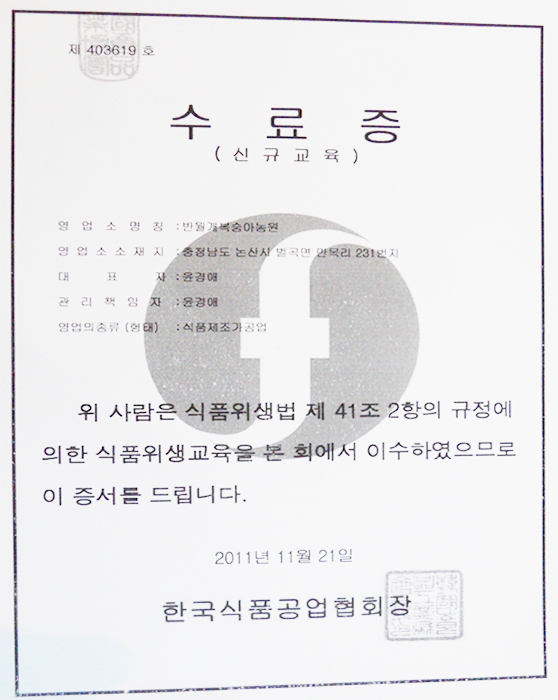 제 403619 호
수 료 증
( 신 규 교 육 )
영 업 소 명 칭 : 반월개복숭아농원
영 업 소 소 재 지 : 충청남도 논산시 벌곡면 만목리 231번지
대 표 자 : 윤경애
관 리 책 임 자 : 윤경애
영업의종류 (형태) : 식품제조가공업
위 사람은 식품위생법 제 41조 2항의 규정에
의한 식품위생교육을 본 회에서 이수하였으므로
이 증서를 드립니다.
2011년 11월 21일
한국식품공업협회장